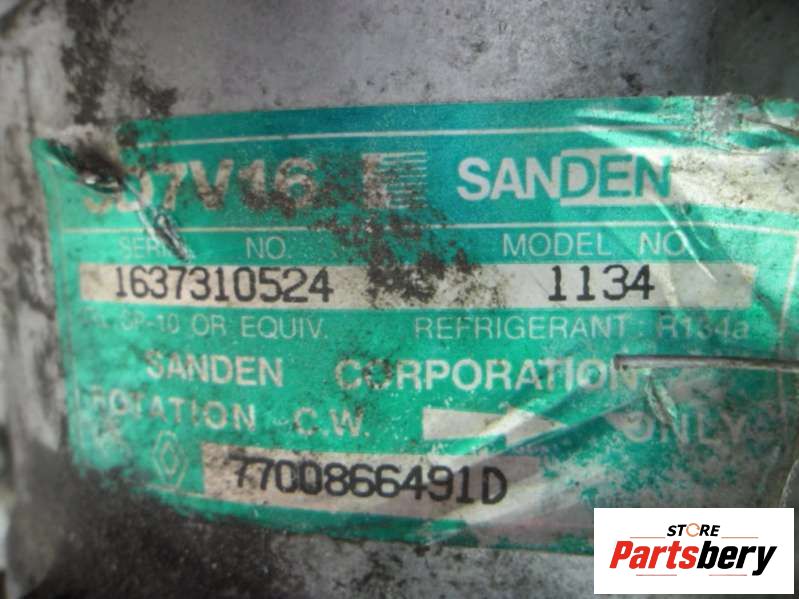 SD7V16 SANDEN
SERIAL NO. MODEL NO.
1637310524 1134
SP-10 OR EQUIV. REFRIGERANT: R134a
SANDEN CORPORATION
ROTATION C.W. ONLY
7700866491D
STORE
Partsbery